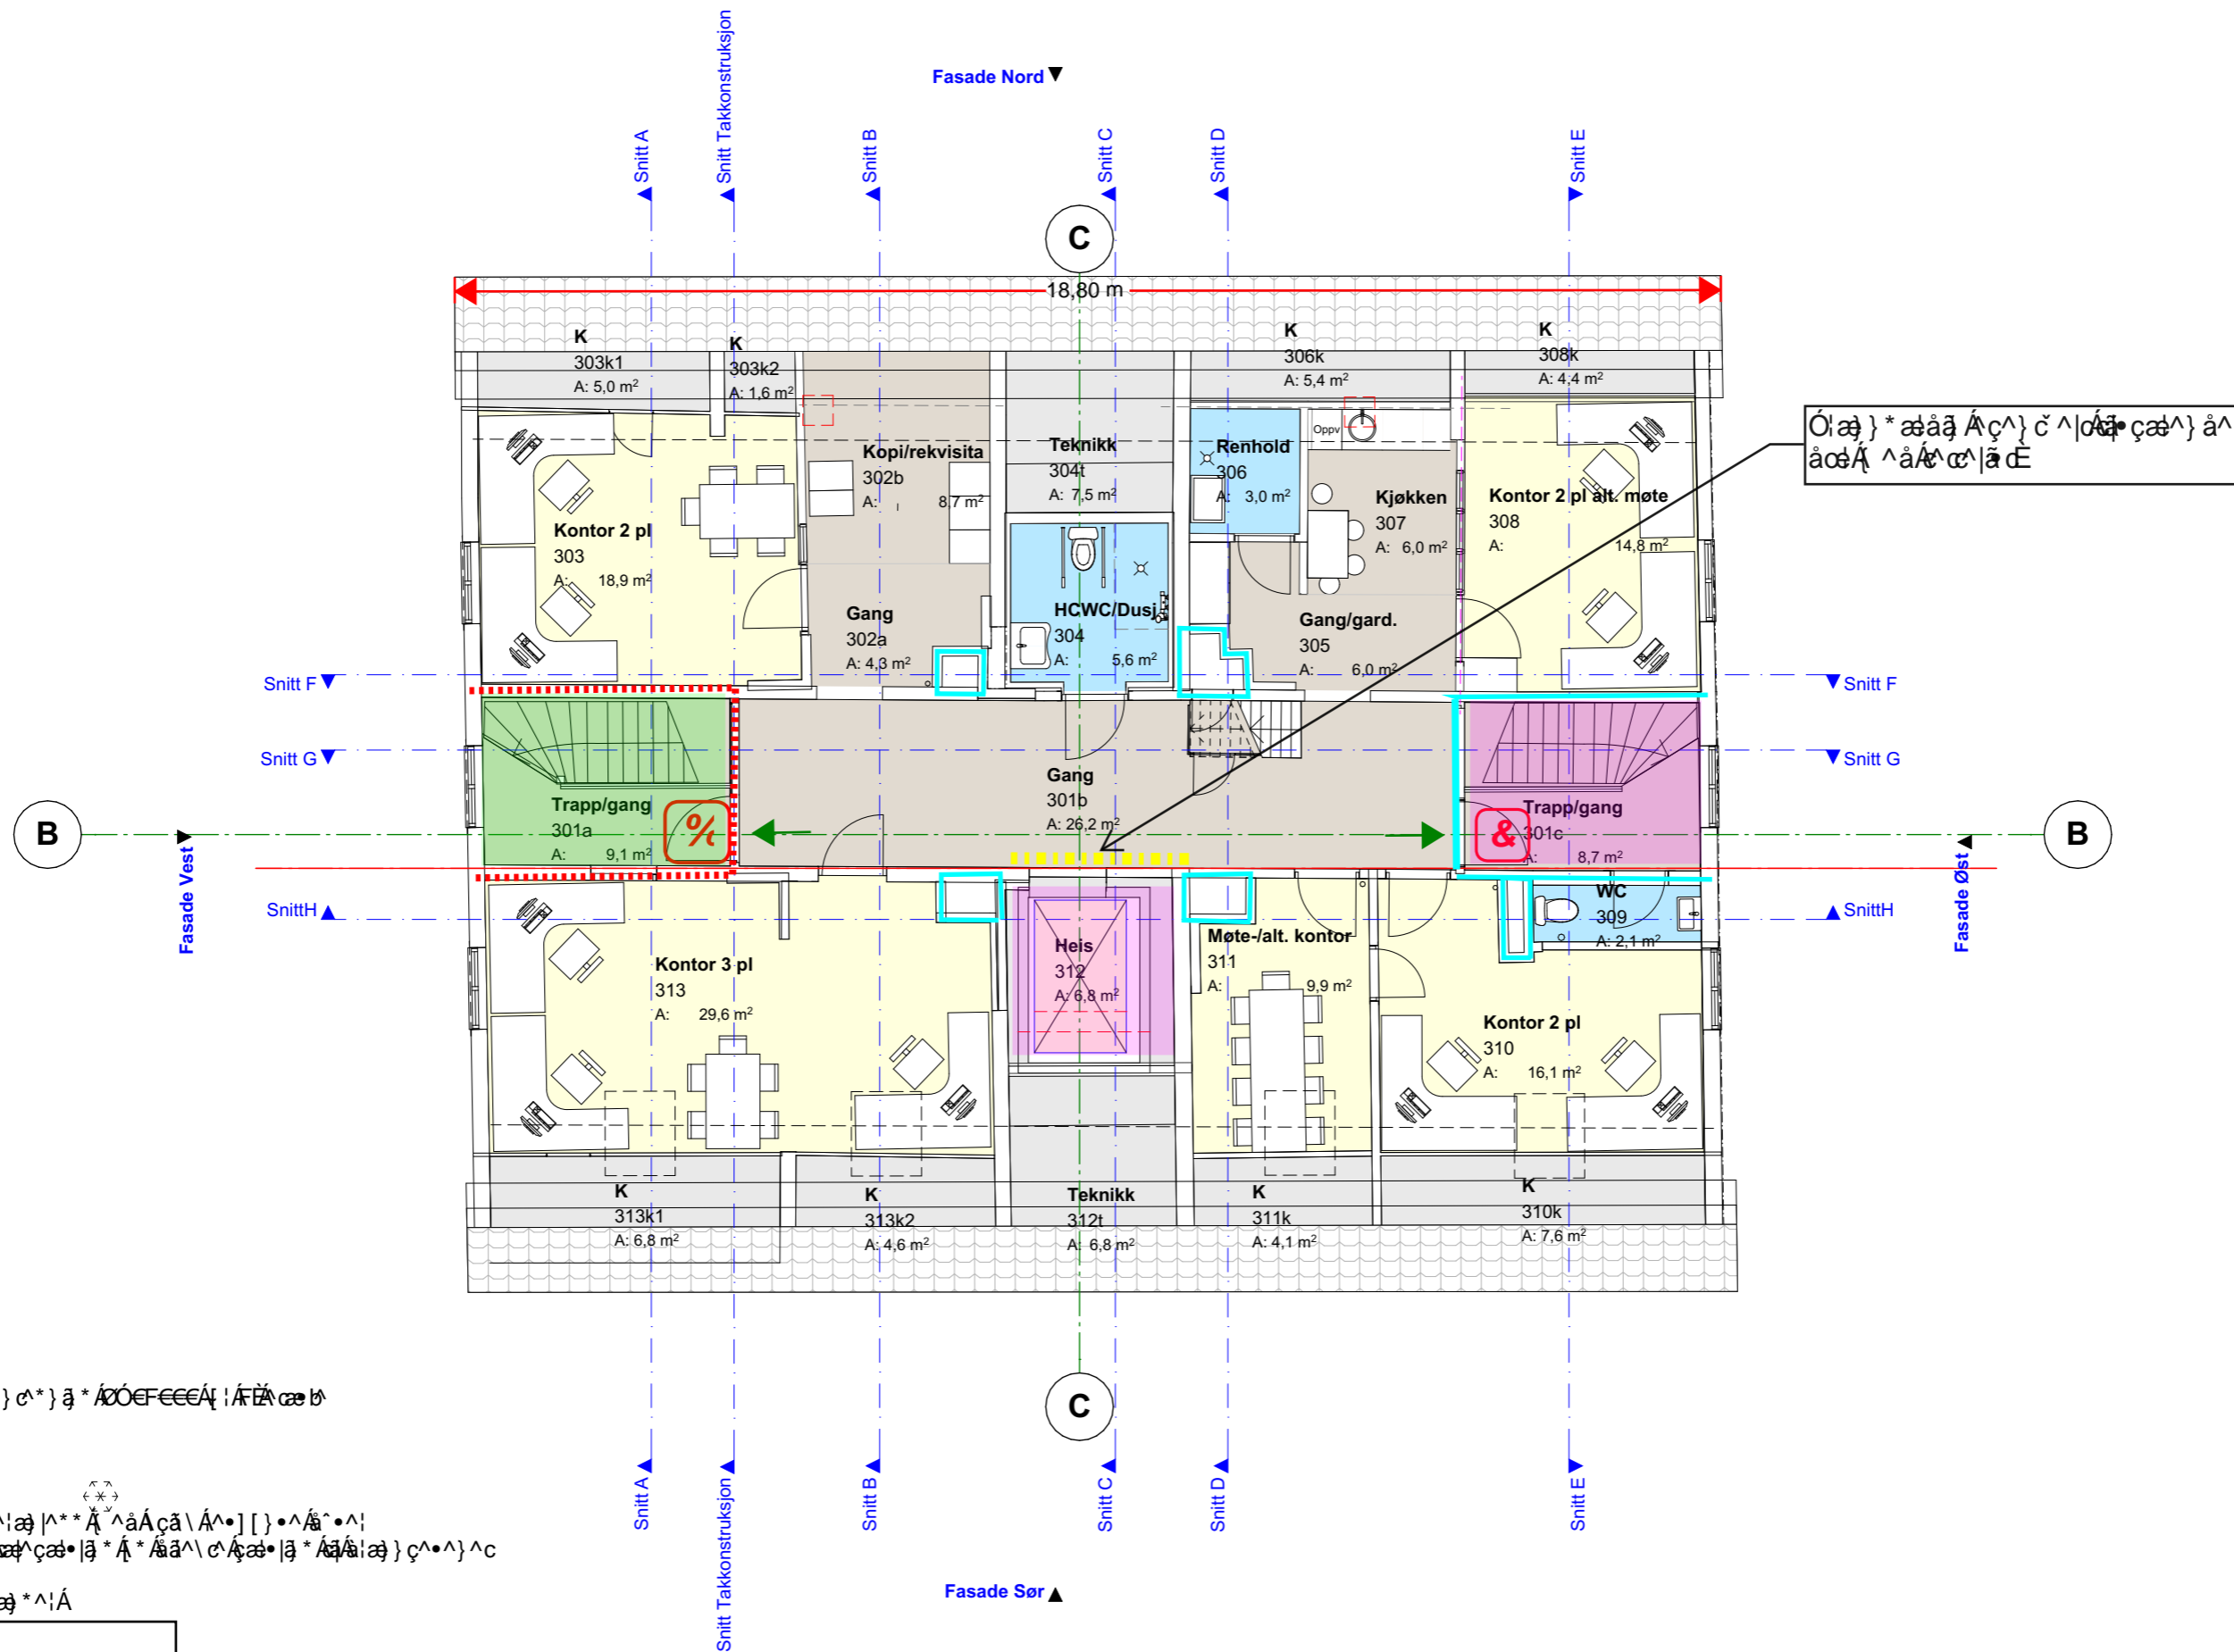 Fasade Nord
Snitt A
Snitt Takkonstruksjon
Snitt B
Snitt C
Snitt D
Snitt E
C
18,80 m
K
303k1
A: 5,0 m²
K
303k2
A: 1,6 m²
K
306k
A: 5,4 m²
K
308k
A: 4,4 m²
Kontor 2 pl
303
A: 18,9 m²
Kopi/rekvisita
302b
A: 8,7 m²
Teknikk
304t
A: 7,5 m²
Renhold
306
A: 3,0 m²
Oppv
Kjøkken
307
A: 6,0 m²
Kontor 2 pl alt. møte
308
A: 14,8 m²
Gang
302a
A: 4,3 m²
HCWC/Dusj
304
A: 5,6 m²
Gang/gard.
305
A: 6,0 m²
Snitt F
Snitt F
Snitt G
Snitt G
Trapp/gang
301a
A: 9,1 m²
%
Gang
301b
A: 26,2 m²
&
Trapp/gang
301c
A: 8,7 m²
B
B
Fasade Vest
Fasade Øst
SnittH
SnittH
WC
309
A: 2,1 m²
Kontor 3 pl
313
A: 29,6 m²
Heis
312
A: 6,8 m²
Møte-/alt. kontor
311
A: 9,9 m²
Kontor 2 pl
310
A: 16,1 m²
K
313k1
A: 6,8 m²
K
313k2
A: 4,6 m²
Teknikk
312t
A: 6,8 m²
K
311k
A: 4,1 m²
K
310k
A: 7,6 m²
C
Snitt A
Snitt Takkonstruksjon
Snitt B
Snitt C
Snitt D
Snitt E
Fasade Sør